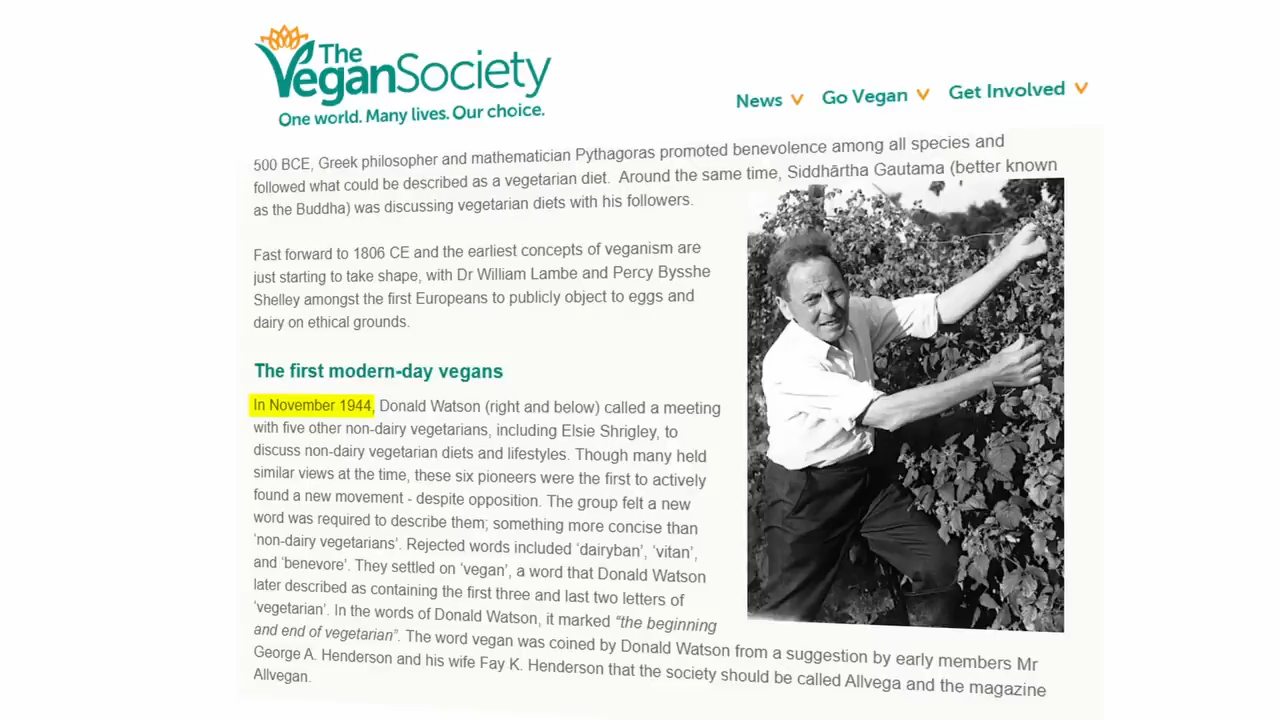 The
VeganSociety
One world. Many lives. Our choice.
News
Go Vegan
Get Involved
500 BCE, Greek philosopher and mathematician Pythagoras promoted benevolence among all species and
followed what could be described as a vegetarian diet. Around the same time, Siddhārtha Gautama (better known
as the Buddha) was discussing vegetarian diets with his followers.
Fast forward to 1806 CE and the earliest concepts of veganism are
just starting to take shape, with Dr William Lambe and Percy Bysshe
Shelley amongst the first Europeans to publicly object to eggs and
dairy on ethical grounds.
The first modern-day vegans
In November 1944, Donald Watson (right and below) called a meeting
with five other non-dairy vegetarians, including Elsie Shrigley, to
discuss non-dairy vegetarian diets and lifestyles. Though many held
similar views at the time, these six pioneers were the first to actively
found a new movement - despite opposition. The group felt a new
word was required to describe them; something more concise than
‘non-dairy vegetarians’. Rejected words included ‘dairyban’, ‘vitan’,
and ‘benevore’. They settled on ‘vegan’, a word that Donald Watson
later described as containing the first three and last two letters of
‘vegetarian’. In the words of Donald Watson, it marked “the beginning
and end of vegetarian”. The word vegan was coined by Donald Watson from a suggestion by early members Mr
George A. Henderson and his wife Fay K. Henderson that the society should be called Allvega and the magazine
Allvegan.